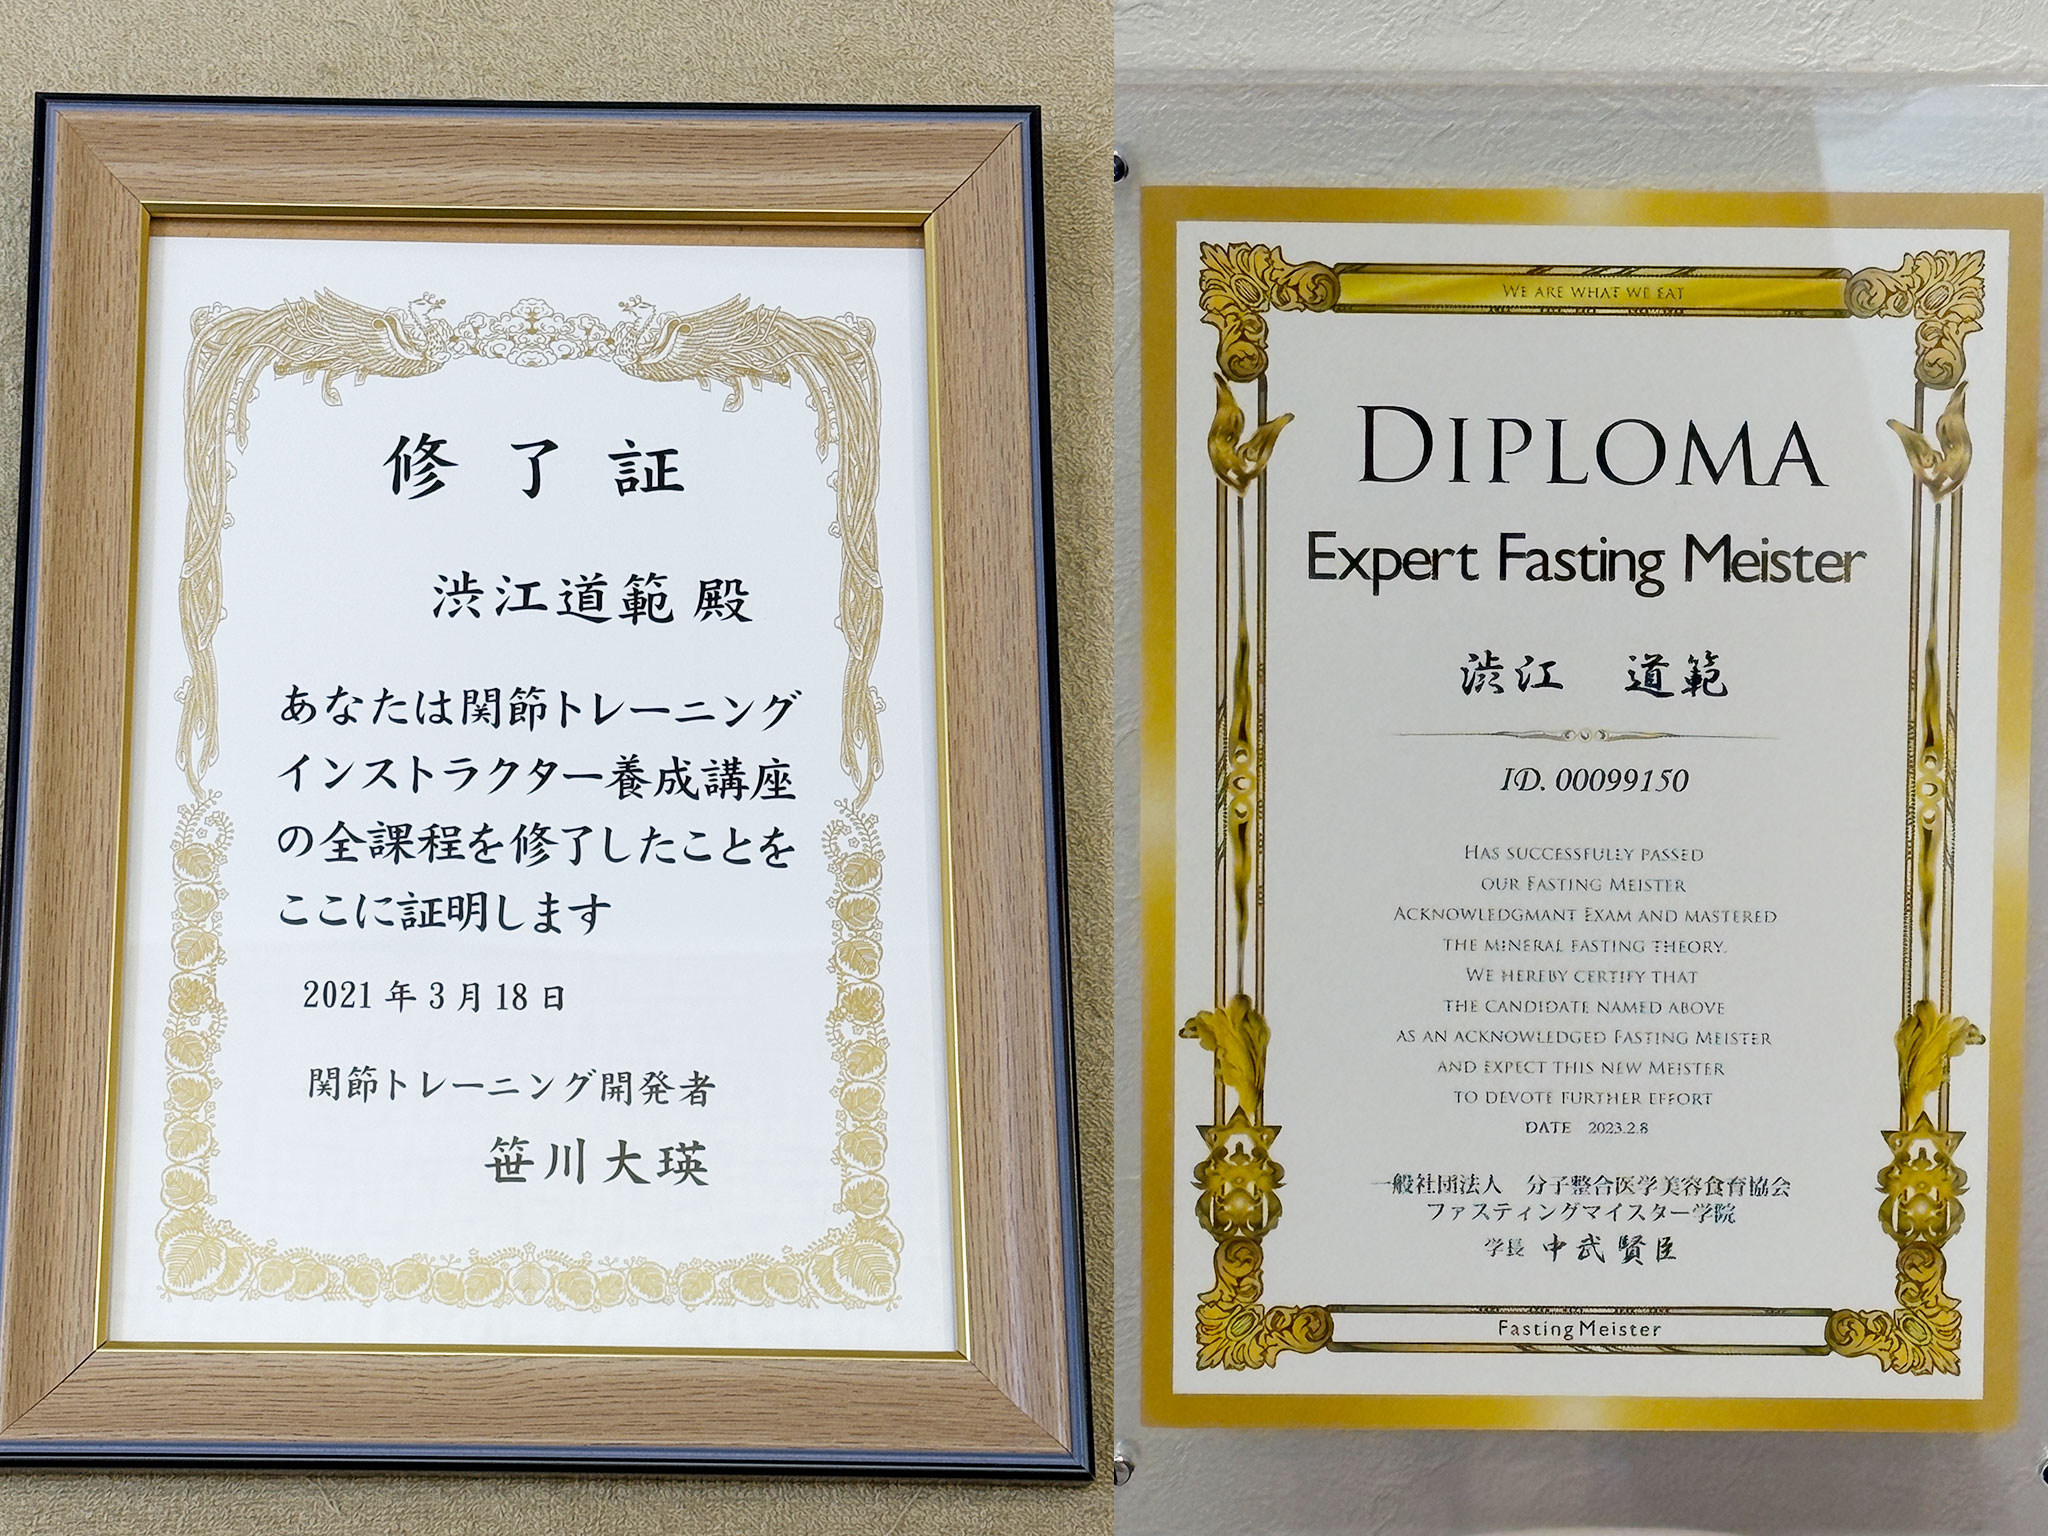 修了証
渋江道範 殿
あなたは関節トレーニング
インストラクター養成講座
の全課程を修了したことを
ここに証明します
2021年3月18日
関節トレーニング開発者
笹川大瑛
WE ARE WHAT WE EAT
DIPLOMA
Expert Fasting Meister
渋江 道範
ID. 00099150
HAS SUCCESSFULLY PASSED
OUR FASTING MEISTER
ACKNOWLEDGMANT EXAM AND MASTERED
THE MINERAL FASTING THEORY.
WE HEREBY CERTIFY THAT
THE CANDIDATE NAMED ABOVE
AS AN ACKNOWLEDGED FASTING MEISTER
AND EXPECT THIS NEW MEISTER
TO DEVOTE FURTHER EFFORT
DATE 2023.2.8
一般社団法人 分子整合医学美容食育協会
ファスティングマイスター学院
学長 中武賢臣
Fasting Meister